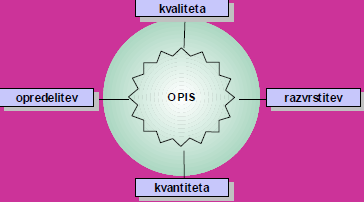 kvaliteta
opredelitev
OPIS
razvrstitev
kvantiteta